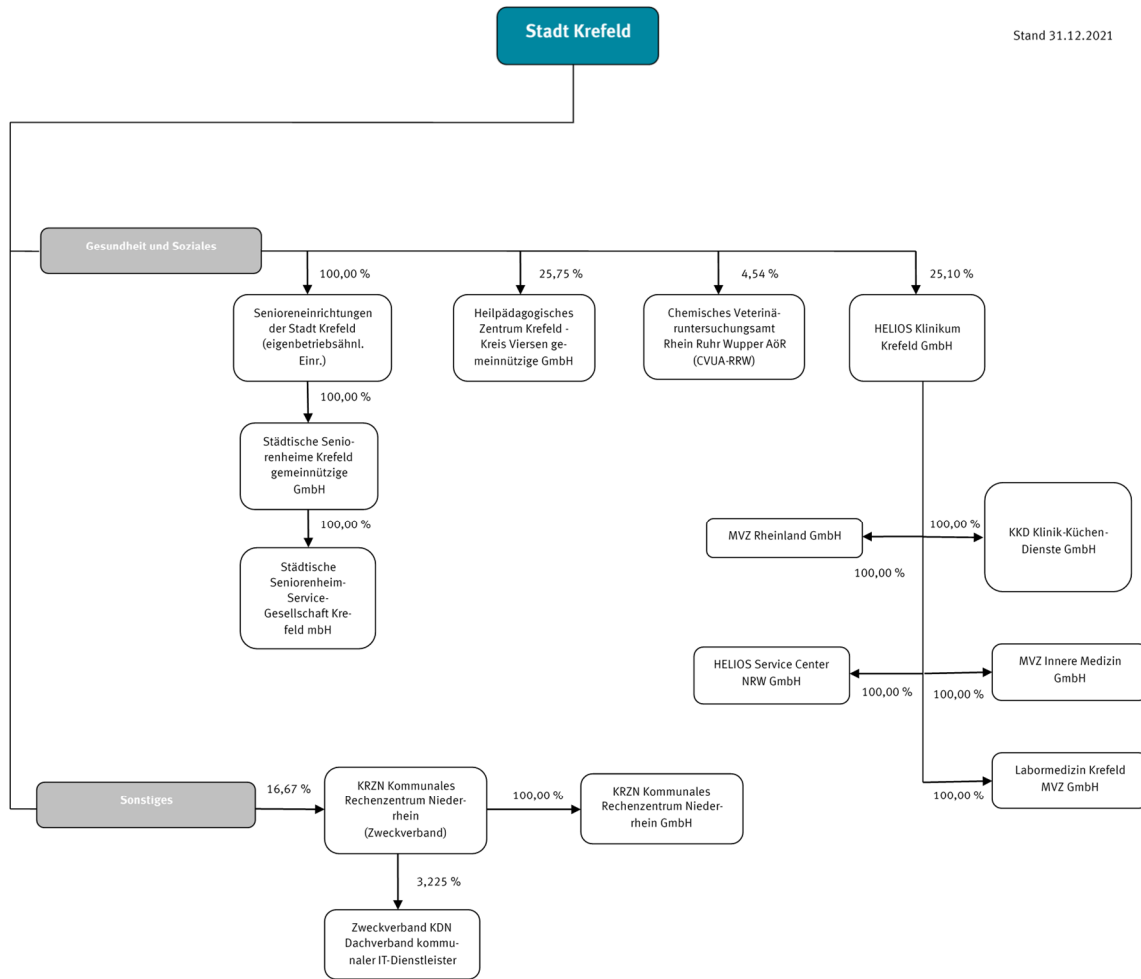 Stadt Krefeld
Stand 31.12.2021
Gesundheit und Soziales
100,00 %
25,75 %
4,54 %
25,10 %
Senioreneinrichtungen
der Stadt Krefeld
(eigenbetriebsähnl.
Einr.)
Heilpädagogisches
Zentrum Krefeld -
Kreis Viersen ge-
meinnützige GmbH
Chemisches Veterinä-
runtersuchungsamt
Rhein Ruhr Wupper AöR
(CVUA-RRW)
HELIOS Klinikum
Krefeld GmbH
100,00 %
Städtische Senio-
renheime Krefeld
gemeinnützige
GmbH
100,00 %
Städtische
Seniorenheim-
Service-
Gesellschaft Kre-
feld mbH
MVZ Rheinland GmbH
100,00 %
100,00 %
KKD Klinik-Küchen-
Dienste GmbH
HELIOS Service Center
NRW GmbH
100,00 %
100,00 %
MVZ Innere Medizin
GmbH
100,00 %
Labormedizin Krefeld
MVZ GmbH
Sonstiges
16,67 %
KRZN Kommunales
Rechenzentrum Nieder-
rhein
(Zweckverband)
100,00 %
KRZN Kommunales
Rechenzentrum Nieder-
rhein GmbH
3,225 %
Zweckverband KDN
Dachverband kommu-
naler IT-Dienstleister